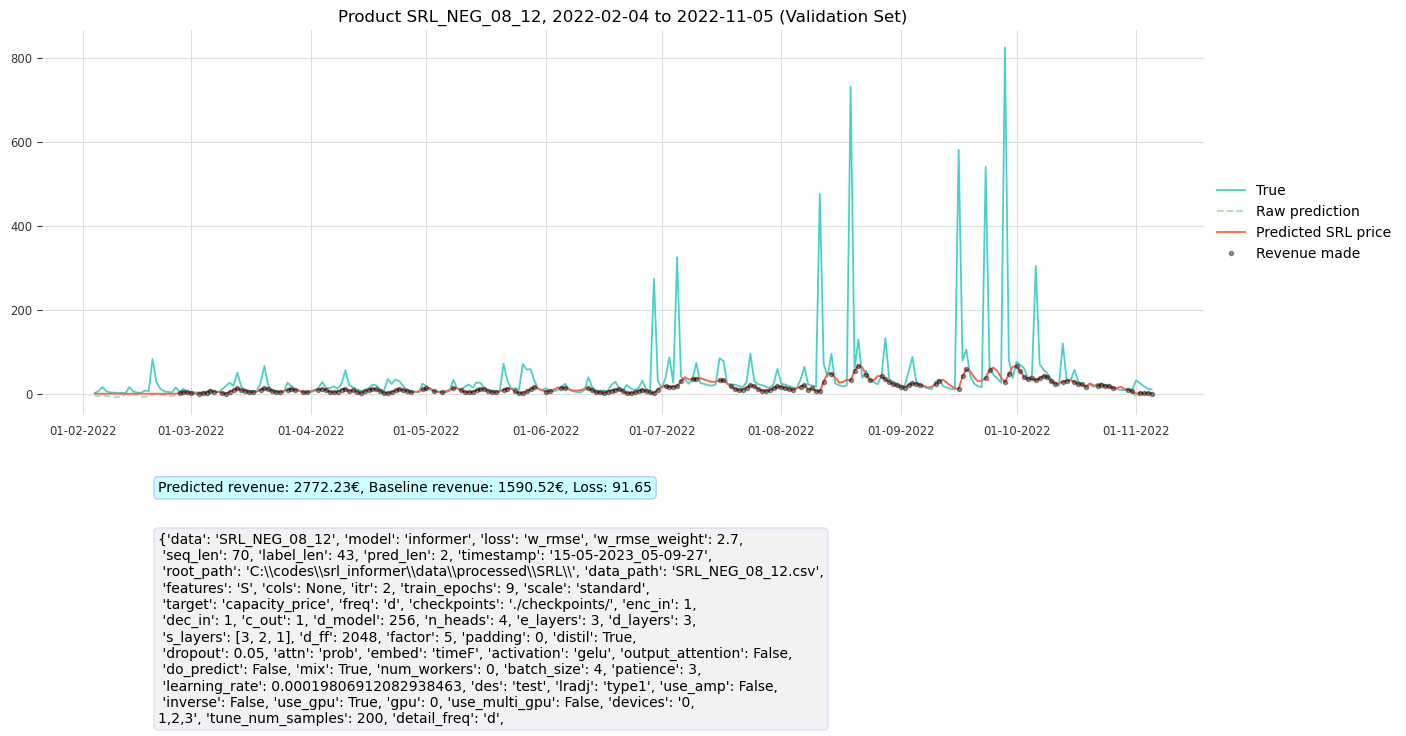 Product SRL_NEG_08_12, 2022-02-04 to 2022-11-05 (Validation Set)
800
600
400
200
0
01-02-2022 01-03-2022 01-04-2022 01-05-2022 01-06-2022 01-07-2022 01-08-2022 01-09-2022 01-10-2022 01-11-2022
True
Raw prediction
Predicted SRL price
Revenue made
Predicted revenue: 2772.23€, Baseline revenue: 1590.52€, Loss: 91.65
{'data': 'SRL_NEG_08_12', 'model': 'informer', 'loss': 'w_rmse', 'w_rmse_weight': 2.7,
'seq_len': 70, 'label_len': 43, 'pred_len': 2, 'timestamp': '15-05-2023_05-09-27',
'root_path': 'C:\\codes\\srl_informer\\data\\processed\\SRL\\', 'data_path': 'SRL_NEG_08_12.csv',
'features': 'S', 'cols': None, 'itr': 2, 'train_epochs': 9, 'scale': 'standard',
'target': 'capacity_price', 'freq': 'd', 'checkpoints': './checkpoints/', 'enc_in': 1,
'dec_in': 1, 'c_out': 1, 'd_model': 256, 'n_heads': 4, 'e_layers': 3, 'd_layers': 3,
's_layers': [3, 2, 1], 'd_ff': 2048, 'factor': 5, 'padding': 0, 'distil': True,
'dropout': 0.05, 'attn': 'prob', 'embed': 'timeF', 'activation': 'gelu', 'output_attention': False,
'do_predict': False, 'mix': True, 'num_workers': 0, 'batch_size': 4, 'patience': 3,
'learning_rate': 0.00019806912082938463, 'des': 'test', 'lradj': 'type1', 'use_amp': False,
'inverse': False, 'use_gpu': True, 'gpu': 0, 'use_multi_gpu': False, 'devices': '0,
1,2,3', 'tune_num_samples': 200, 'detail_freq': 'd',